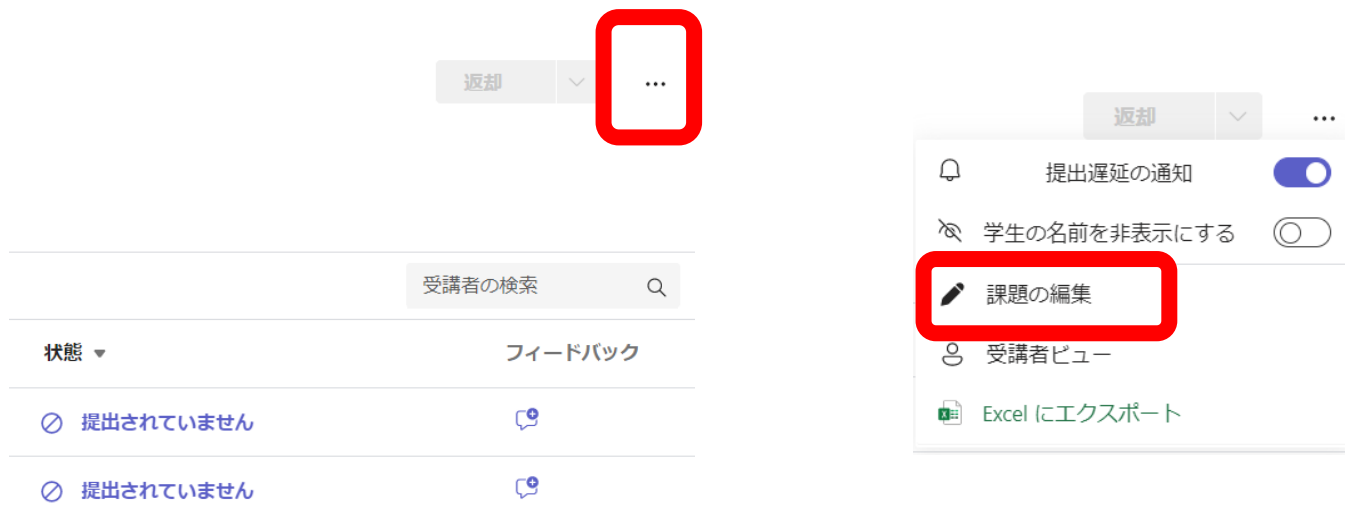 返却
…
受講者の検索
状態
フィードバック
提出されていません
提出されていません
返却
…
提出遅延の通知
学生の名前を非表示にする
課題の編集
受講者ビュー
Excel にエクスポート